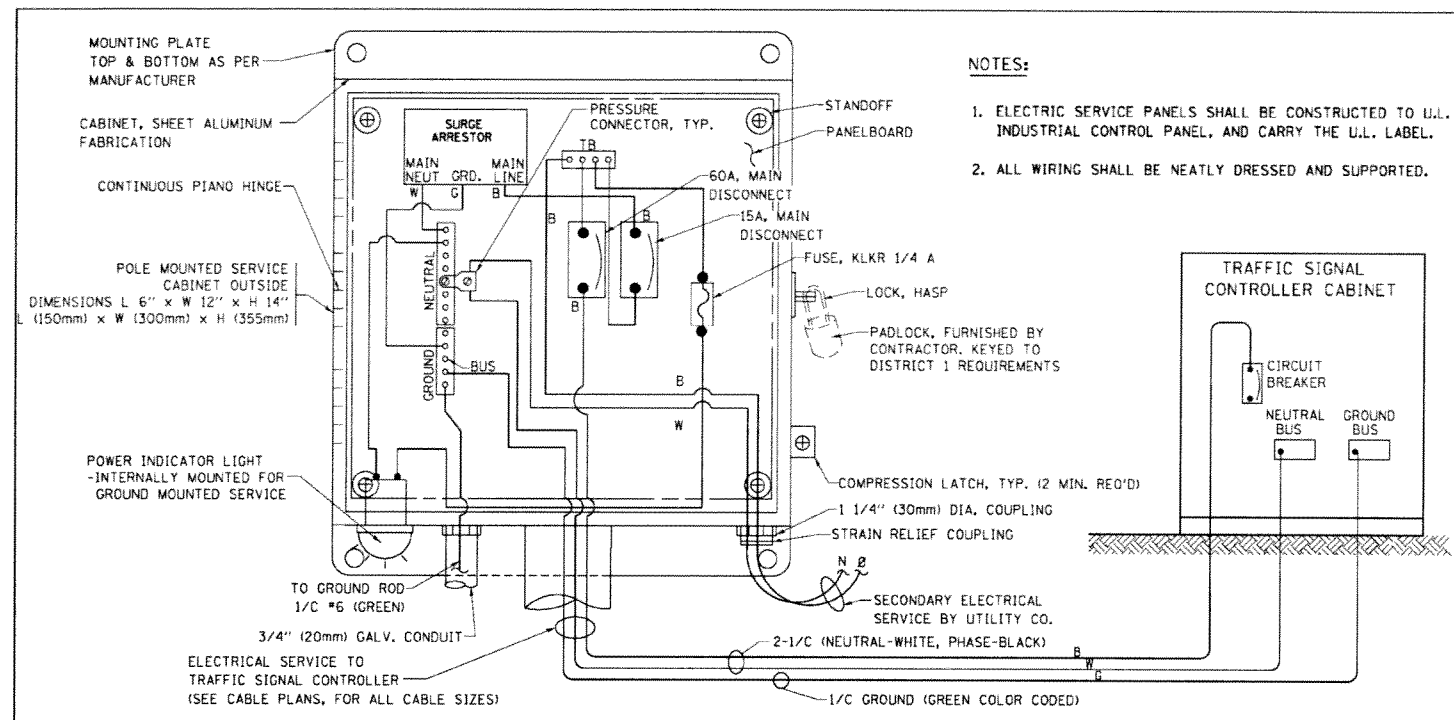 MOUNTING PLATE
TOP & BOTTOM AS PER
MANUFACTURER
CABINET, SHEET ALUMINUM
FABRICATION
CONTINUOUS PIANO HINGE
POLE MOUNTED SERVICE
CABINET OUTSIDE
DIMENSIONS L 6" x W 12" x H 14"
L (150mm) x W (300mm) x H (355mm)
POWER INDICATOR LIGHT
-INTERNALLY MOUNTED FOR
GROUND MOUNTED SERVICE
SURGE
ARRESTOR
MAIN
NEUT
GRD.
MAIN
LINE
W
G
B
NEUTRAL
GROUND
BUS
PRESSURE
CONNECTOR, TYP.
TB
B
B
B
60A, MAIN
DISCONNECT
15A, MAIN
DISCONNECT
FUSE, KLKR 1/4 A
STANDOFF
PANELBOARD
LOCK, HASP
PADLOCK, FURNISHED BY
CONTRACTOR. KEYED TO
DISTRICT 1 REQUIREMENTS
B
W
COMPRESSION LATCH, TYP. (2 MIN. REQ'D)
1 1/4" (30mm) DIA. COUPLING
STRAIN RELIEF COUPLING
N Ø
SECONDARY ELECTRICAL
SERVICE BY UTILITY CO.
TO GROUND ROD
1/C #6 (GREEN)
3/4" (20mm) GALV. CONDUIT
ELECTRICAL SERVICE TO
TRAFFIC SIGNAL CONTROLLER
(SEE CABLE PLANS, FOR ALL CABLE SIZES)
2-1/C (NEUTRAL-WHITE, PHASE-BLACK)
B
W
G
1/C GROUND (GREEN COLOR CODED)
NOTES:
1. ELECTRIC SERVICE PANELS SHALL BE CONSTRUCTED TO U.L.
INDUSTRIAL CONTROL PANEL, AND CARRY THE U.L. LABEL.
2. ALL WIRING SHALL BE NEATLY DRESSED AND SUPPORTED.
TRAFFIC SIGNAL
CONTROLLER CABINET
CIRCUIT
BREAKER
NEUTRAL
BUS
GROUND
BUS